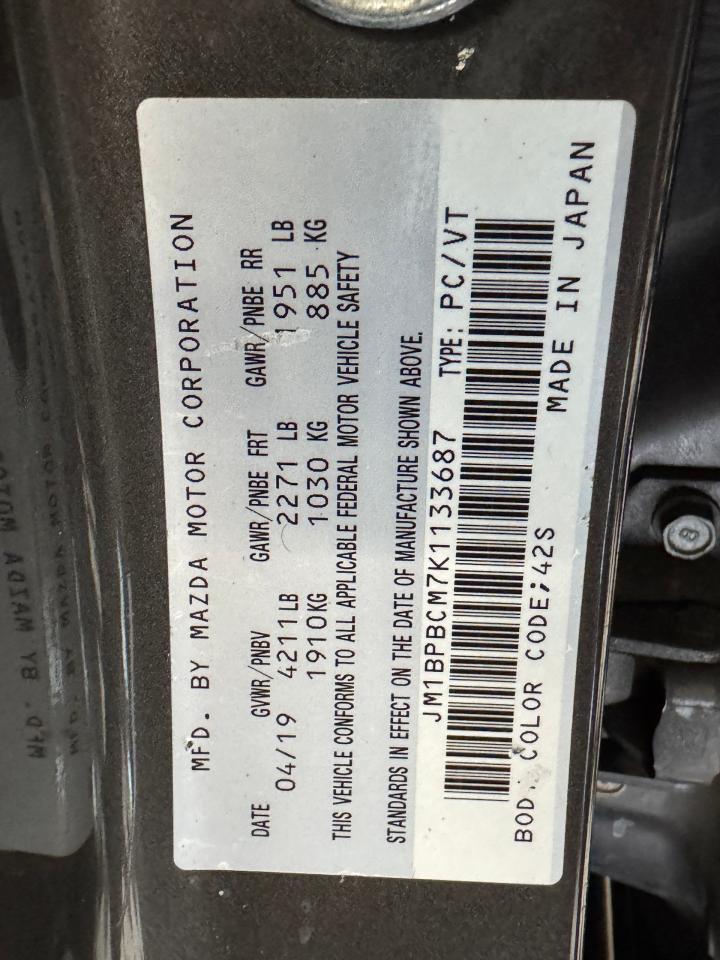 MFD. BY MAZDA MOTOR CORPORATION
DATE GVWR/PNBV GAWR/PNBE FRT GAWR/PNBE RR
04/19 4211LB 2271 LB 1951 LB
1910KG 1030 KG 885 KG
THIS VEHICLE CONFORMS TO ALL APPLICABLE FEDERAL MOTOR VEHICLE SAFETY
STANDARDS IN EFFECT ON THE DATE OF MANUFACTURE SHOWN ABOVE.
JM1BPBCM7K1133687 TYPE: PC/VT
BOD. COLOR CODE;42S MADE IN JAPAN
8